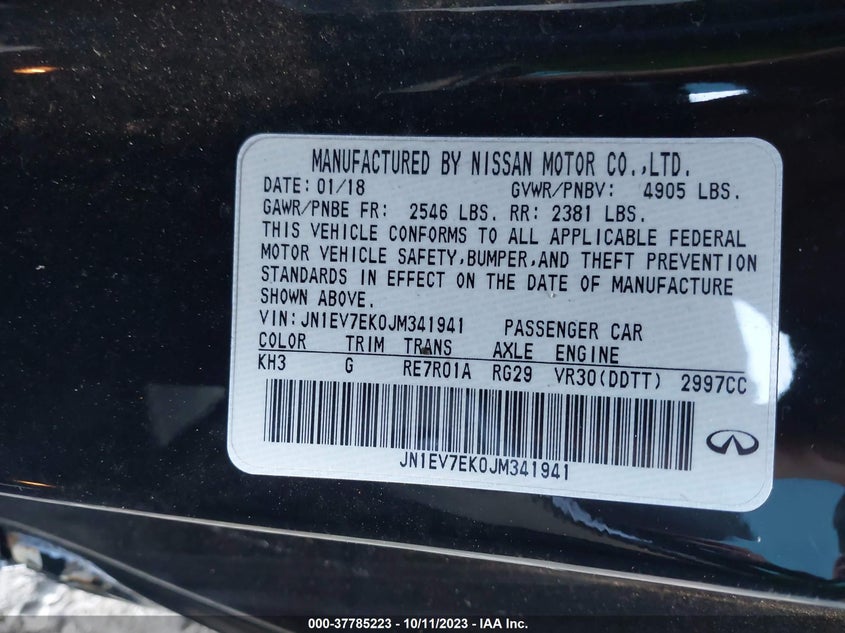 MANUFACTURED BY NISSAN MOTOR CO.,LTD.
DATE: 01/18 GVWR/PNBV: 4905 LBS.
GAWR/PNBE FR: 2546 LBS. RR: 2381 LBS.
THIS VEHICLE CONFORMS TO ALL APPLICABLE FEDERAL
MOTOR VEHICLE SAFETY,BUMPER,AND THEFT PREVENTION
STANDARDS IN EFFECT ON THE DATE OF MANUFACTURE
SHOWN ABOVE.
VIN:JN1EV7EK0JM341941 PASSENGER CAR
COLOR TRIM TRANS AXLE ENGINE
KH3 G RE7R01A RG29 VR30(DDTT) 2997CC
JN1EV7EK0JM341941
000-37785223 - 10/11/2023 - IAA Inc.